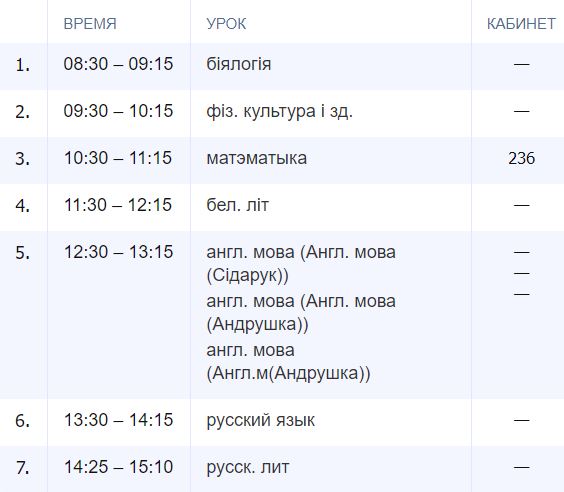 ВРЕМЯ УРОК КАБИНЕТ
1. 08:30 – 09:15 біялогія —
2. 09:30 – 10:15 фіз. культура і зд. —
3. 10:30 – 11:15 матэматыка 236
4. 11:30 – 12:15 бел. літ —
5. 12:30 – 13:15 англ. мова (Англ. мова —
(Сідарук)) —
англ. мова (Англ. мова —
(Андрушка))
англ. мова
(Англ.м(Андрушка))
6. 13:30 – 14:15 русский язык —
7. 14:25 – 15:10 русск. лит —